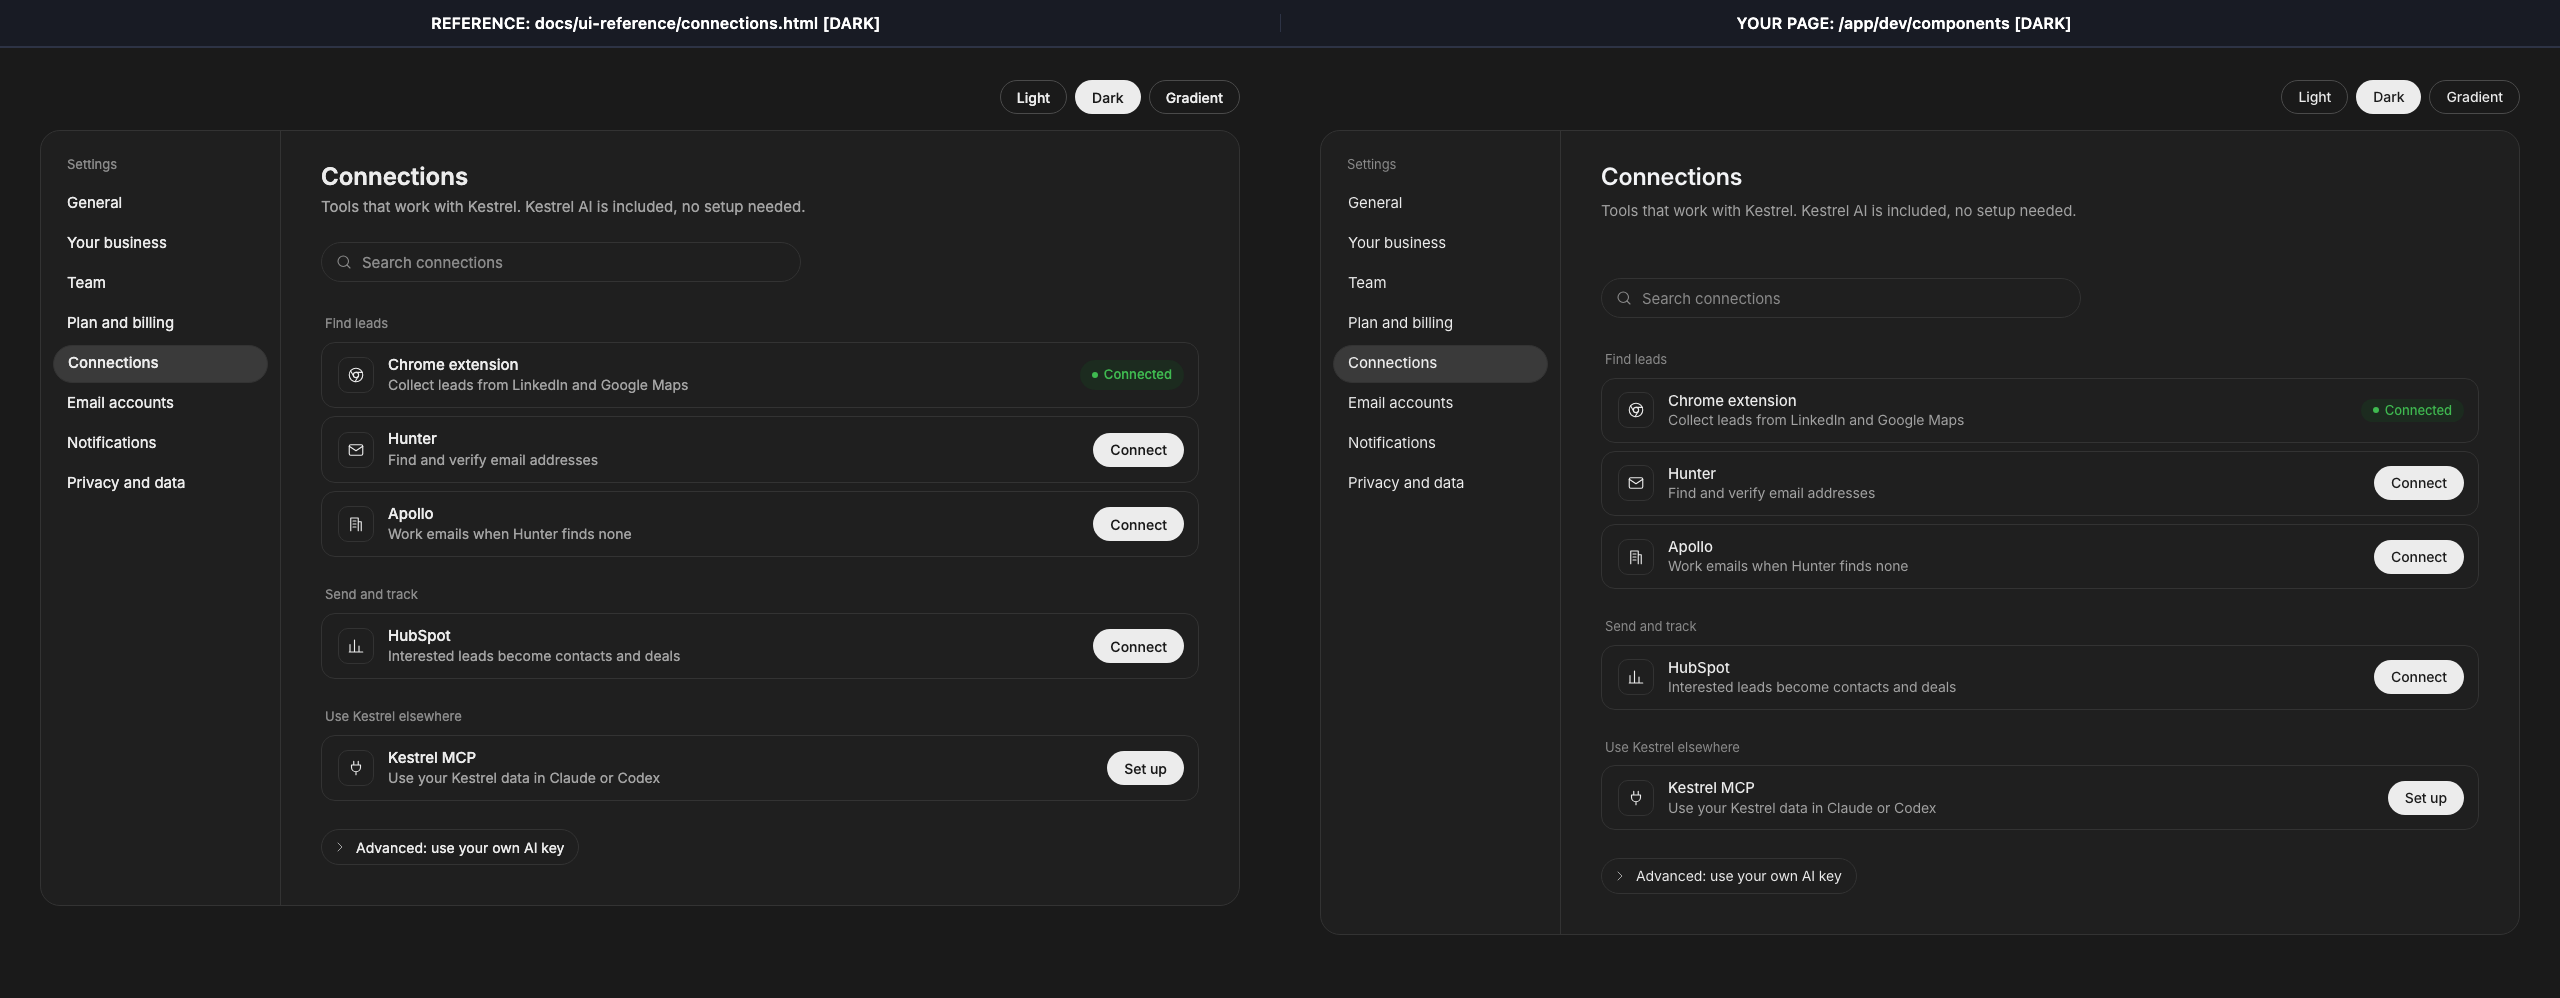 REFERENCE: docs/ui-reference/connections.html [DARK]
Light
Dark
Gradient
Settings
General
Your business
Team
Plan and billing
Connections
Email accounts
Notifications
Privacy and data
Connections
Tools that work with Kestrel. Kestrel AI is included, no setup needed.
Search connections
Find leads
Chrome extension
Collect leads from LinkedIn and Google Maps
Connected
Hunter
Find and verify email addresses
Connect
Apollo
Work emails when Hunter finds none
Connect
Send and track
HubSpot
Interested leads become contacts and deals
Connect
Use Kestrel elsewhere
Kestrel MCP
Use your Kestrel data in Claude or Codex
Set up
Advanced: use your own AI key
YOUR PAGE: /app/dev/components [DARK]
Light
Dark
Gradient
Settings
General
Your business
Team
Plan and billing
Connections
Email accounts
Notifications
Privacy and data
Connections
Tools that work with Kestrel. Kestrel AI is included, no setup needed.
Search connections
Find leads
Chrome extension
Collect leads from LinkedIn and Google Maps
Connected
Hunter
Find and verify email addresses
Connect
Apollo
Work emails when Hunter finds none
Connect
Send and track
HubSpot
Interested leads become contacts and deals
Connect
Use Kestrel elsewhere
Kestrel MCP
Use your Kestrel data in Claude or Codex
Set up
Advanced: use your own AI key